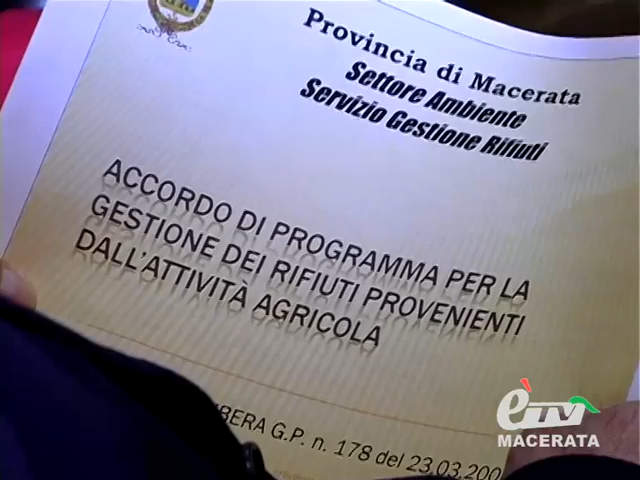 Provincia di Macerata
Settore Ambiente
Servizio Gestione Rifiuti
ACCORDO DI PROGRAMMA PER LA
GESTIONE DEI RIFIUTI PROVENIENTI
DALL'ATTIVITÀ AGRICOLA
G.P. n. 178 del 23.03.200
èTV
MACERATA